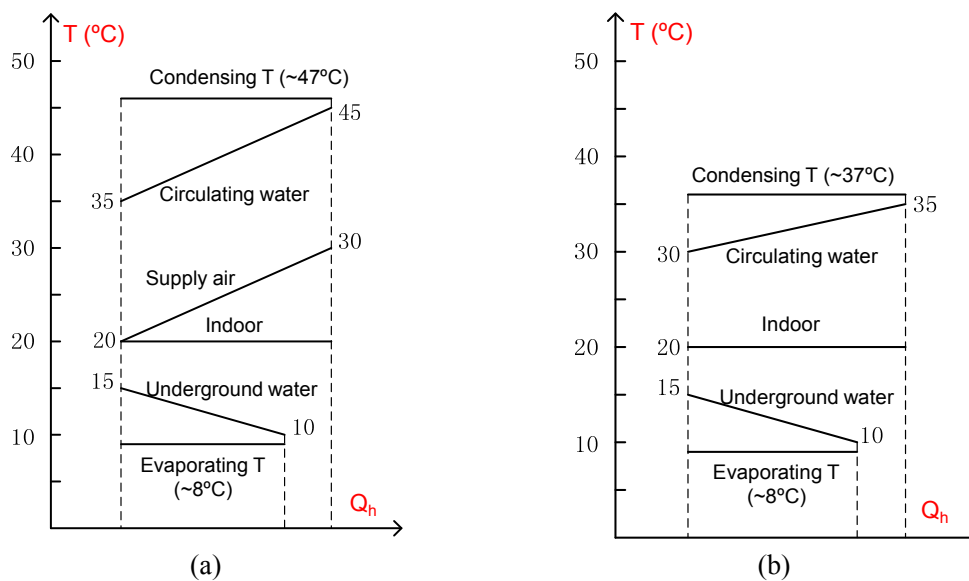 T (ºC)
50
Condensing T (~47ºC)
45
40
35
Circulating water
30
30
Supply air
Indoor
20
20
15
Underground water
10
10
Evaporating T
(~8ºC)
Qh
(a)
T (ºC)
50
40
Condensing T (~37ºC)
35
30
30
Circulating water
Indoor
20
20
15
Underground water
10
10
Evaporating T
(~8ºC)
Qh
(b)